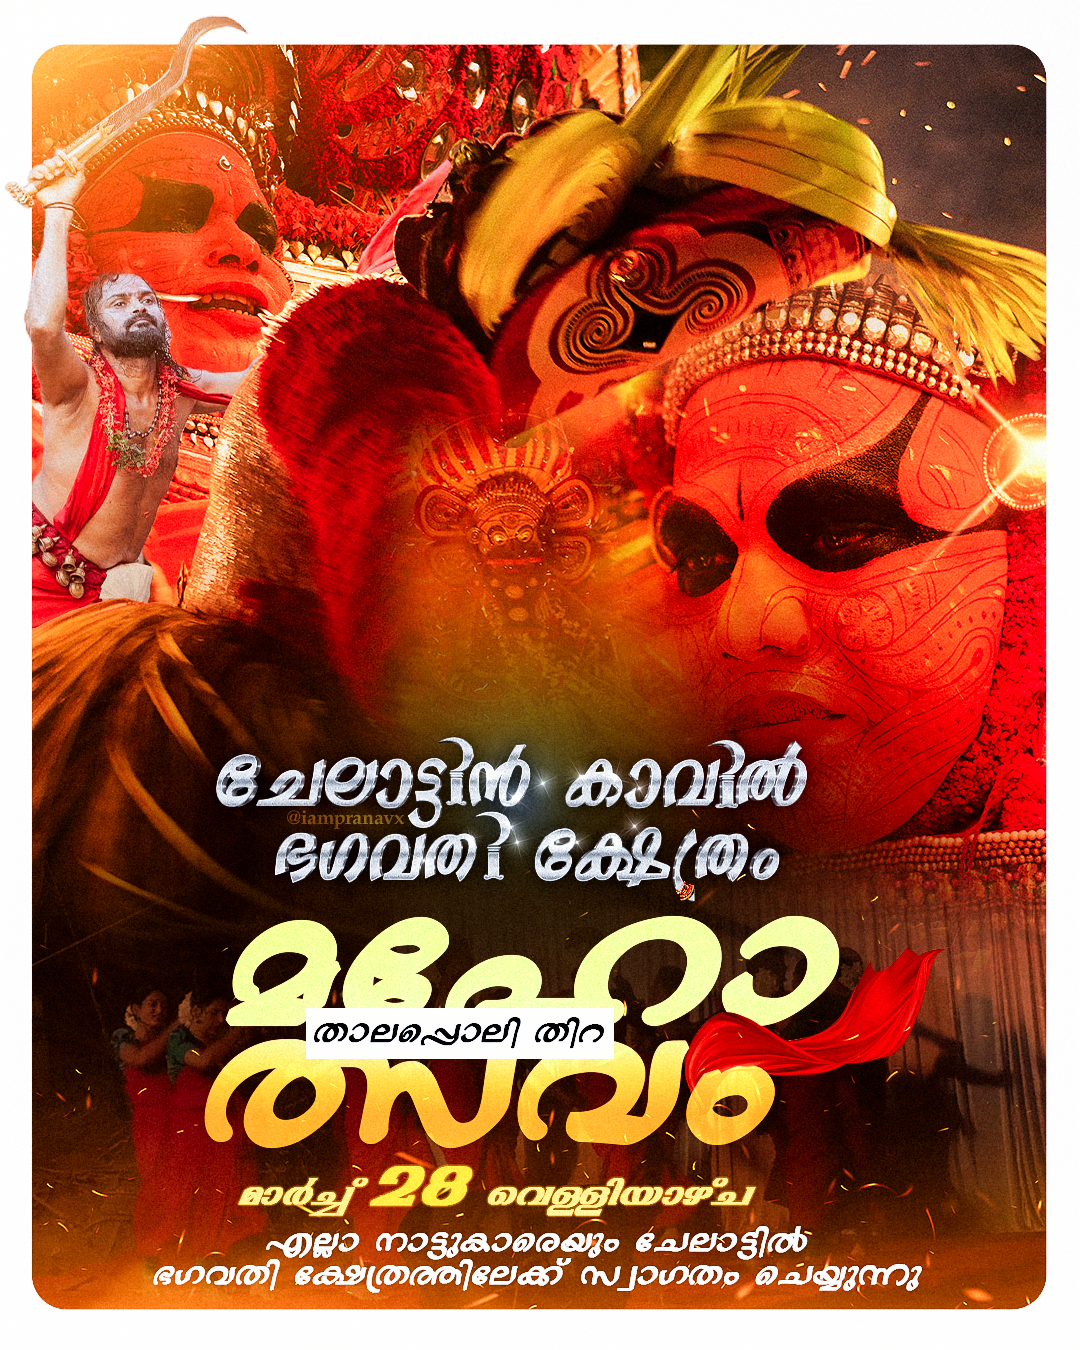 ചേലാട്ടിൻ കാവിൽ
@iampranavx
ഭഗവതി ക്ഷേത്രം
മഹോ
താലപ്പൊലി തിറ
ത്സവം
മാർച്ച് 28 വെള്ളിയാഴ്ച
എല്ലാ നാട്ടുകാരെയും ചേലാട്ടിൽ
ഭഗവതി ക്ഷേത്രത്തിലേക്ക് സ്വാഗതം ചെയ്യുന്നു